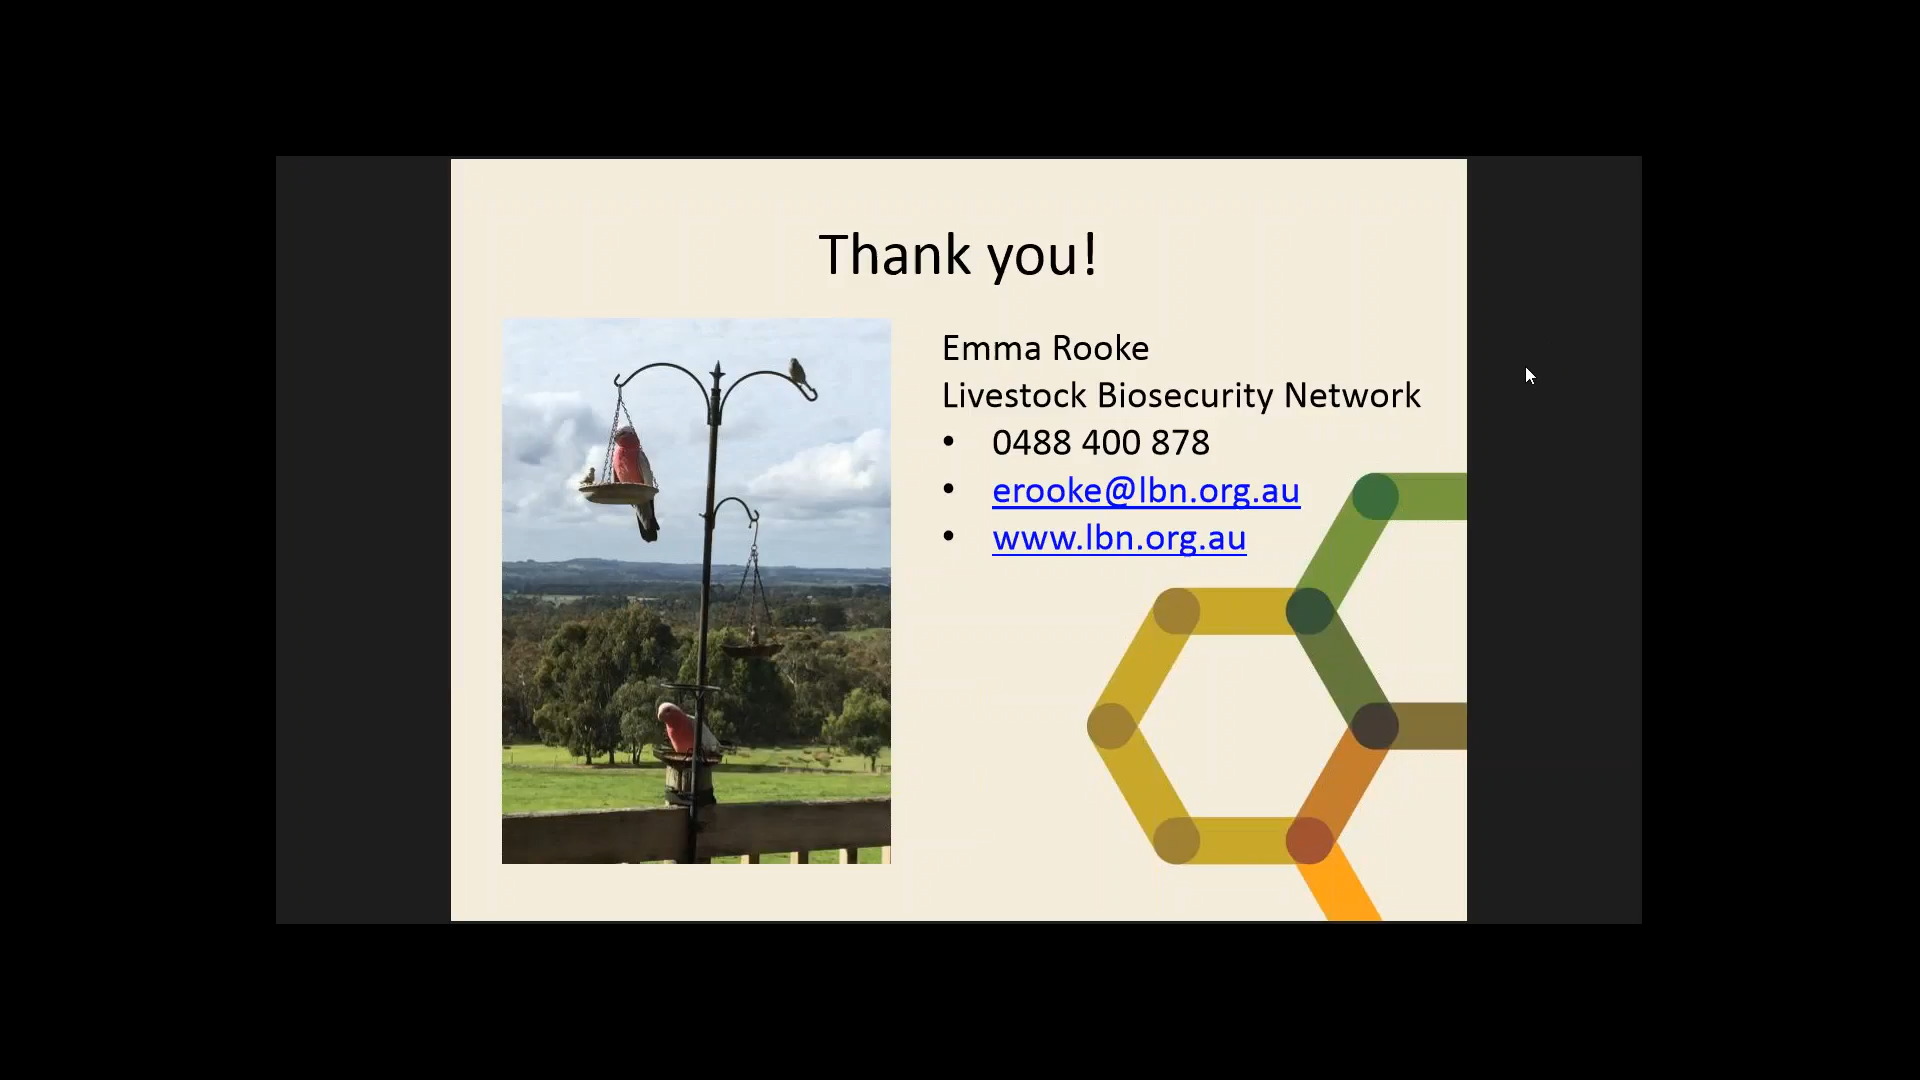 Thank you!
Emma Rooke
Livestock Biosecurity Network
• 0488 400 878
• erooke@lbn.org.au
• www.lbn.org.au